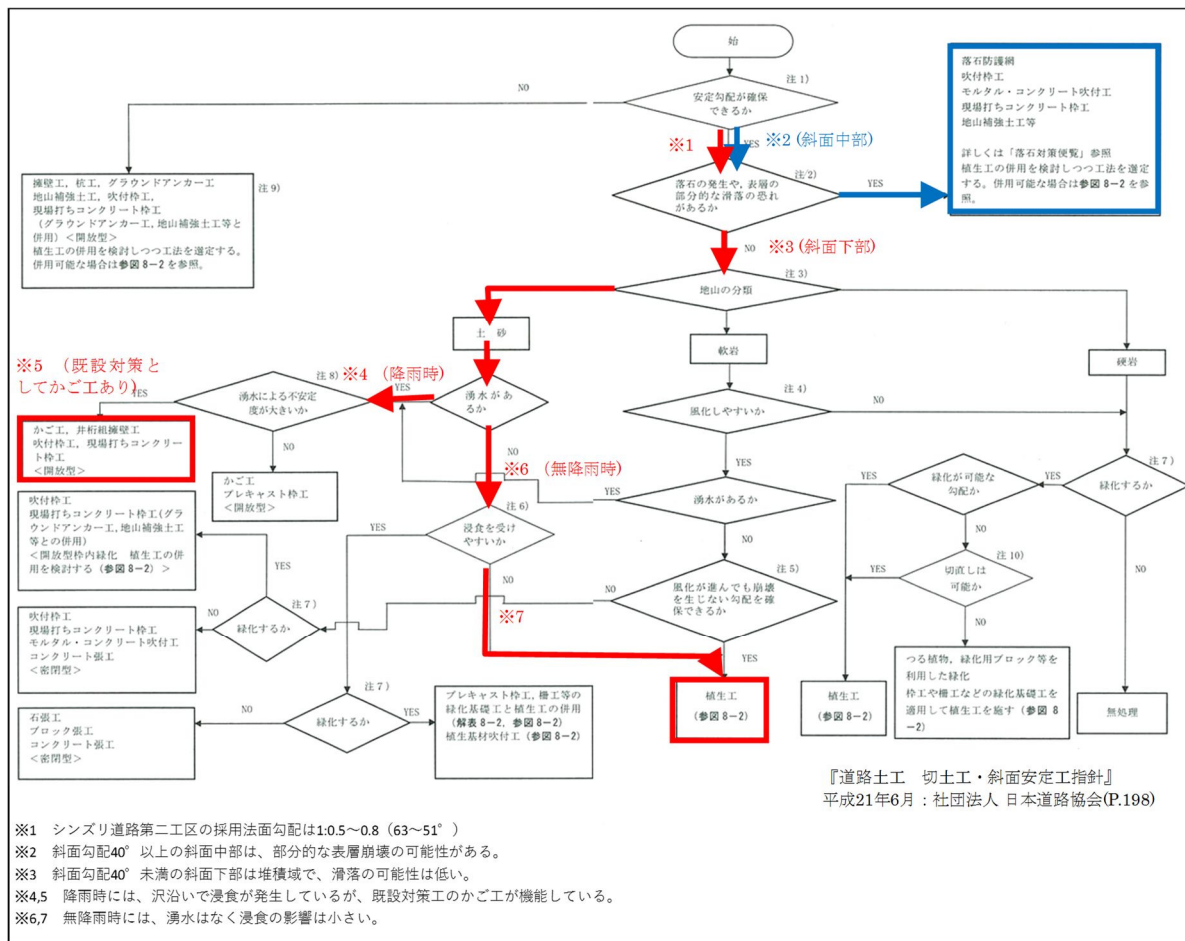 始
注 1)
安定勾配が確保
できるか
NO
YES
※1
※2 (斜面中部)
落石防護網
吹付枠工
モルタル・コンクリート吹付工
現場打ちコンクリート枠工
地山補強土工等
詳しくは「落石対策便覧」参照
植生工の併用を検討しつつ工法を選定
する。併用可能な場合は参図 8-2 を参
照。
擁壁工, 杭工, グラウンドアンカー工
地山補強土工, 吹付枠工,
現場打ちコンクリート枠工
(グラウンドアンカー工, 地山補強土工等と
併用) <開放型>
植生工の併用を検討しつつ工法を選定する。
併用可能な場合は参図 8-2 を参照。
注 9)
注 2)
落石の発生や, 表層の
部分的な滑落の恐れ
があるか
YES
NO
※3 (斜面下部)
注 3)
地山の分類
土 砂
軟岩
硬岩
※5 (既設対策と
してかご工あり)
YES
注 8)
※4 (降雨時)
YES
湧水による不安定
度が大きいか
湧水があ
るか
注 4)
風化しやすいか
NO
かご工, 井桁組擁壁工
吹付枠工, 現場打ちコンクリー
ト枠工
<開放型>
NO
NO
YES
※6 (無降雨時)
かご工
プレキャスト枠工
<開放型>
YES
湧水があるか
YES
緑化が可能な
勾配か
YES
注 7)
緑化するか
吹付枠工
現場打ちコンクリート枠工(グラ
ウンドアンカー工, 地山補強土工
等との併用)
<開放型枠内緑化 植生工の併
用を検討する (参図 8-2) >
YES
注 6)
浸食を受け
やすいか
NO
NO
NO
YES
注 10)
切直しは
可能か
YES
NO
NO
注 5)
風化が進んでも崩壊
を生じない勾配を確
保できるか
※7
吹付枠工
現場打ちコンクリート枠工
モルタル・コンクリート吹付工
コンクリート張工
<密閉型>
NO
注 7)
緑化するか
NO
YES
つる植物, 緑化用ブロック等を
利用した緑化
枠工や柵工などの緑化基礎工を
適用して植生工を施す (参図 8-
2)
注 7)
石張工
ブロック張工
コンクリート張工
<密閉型>
NO
緑化するか
YES
プレキャスト枠工, 柵工等の
緑化基礎工と植生工の併用
(解表 8-2, 参図 8-2)
植生基材吹付工 (参図 8-2)
植生工
(参図 8-2)
植生工
(参図 8-2)
無処理
『道路土工 切土工・斜面安定工指針』
平成21年6月：社団法人 日本道路協会(P.198)
※1 シンズリ道路第二工区の採用法面勾配は1:0.5～0.8（63～51°）
※2 斜面勾配40°以上の斜面中部は、部分的な表層崩壊の可能性がある。
※3 斜面勾配40°未満の斜面下部は堆積域で、滑落の可能性は低い。
※4,5 降雨時には、沢沿いで浸食が発生しているが、既設対策工のかご工が機能している。
※6,7 無降雨時には、湧水はなく浸食の影響は小さい。